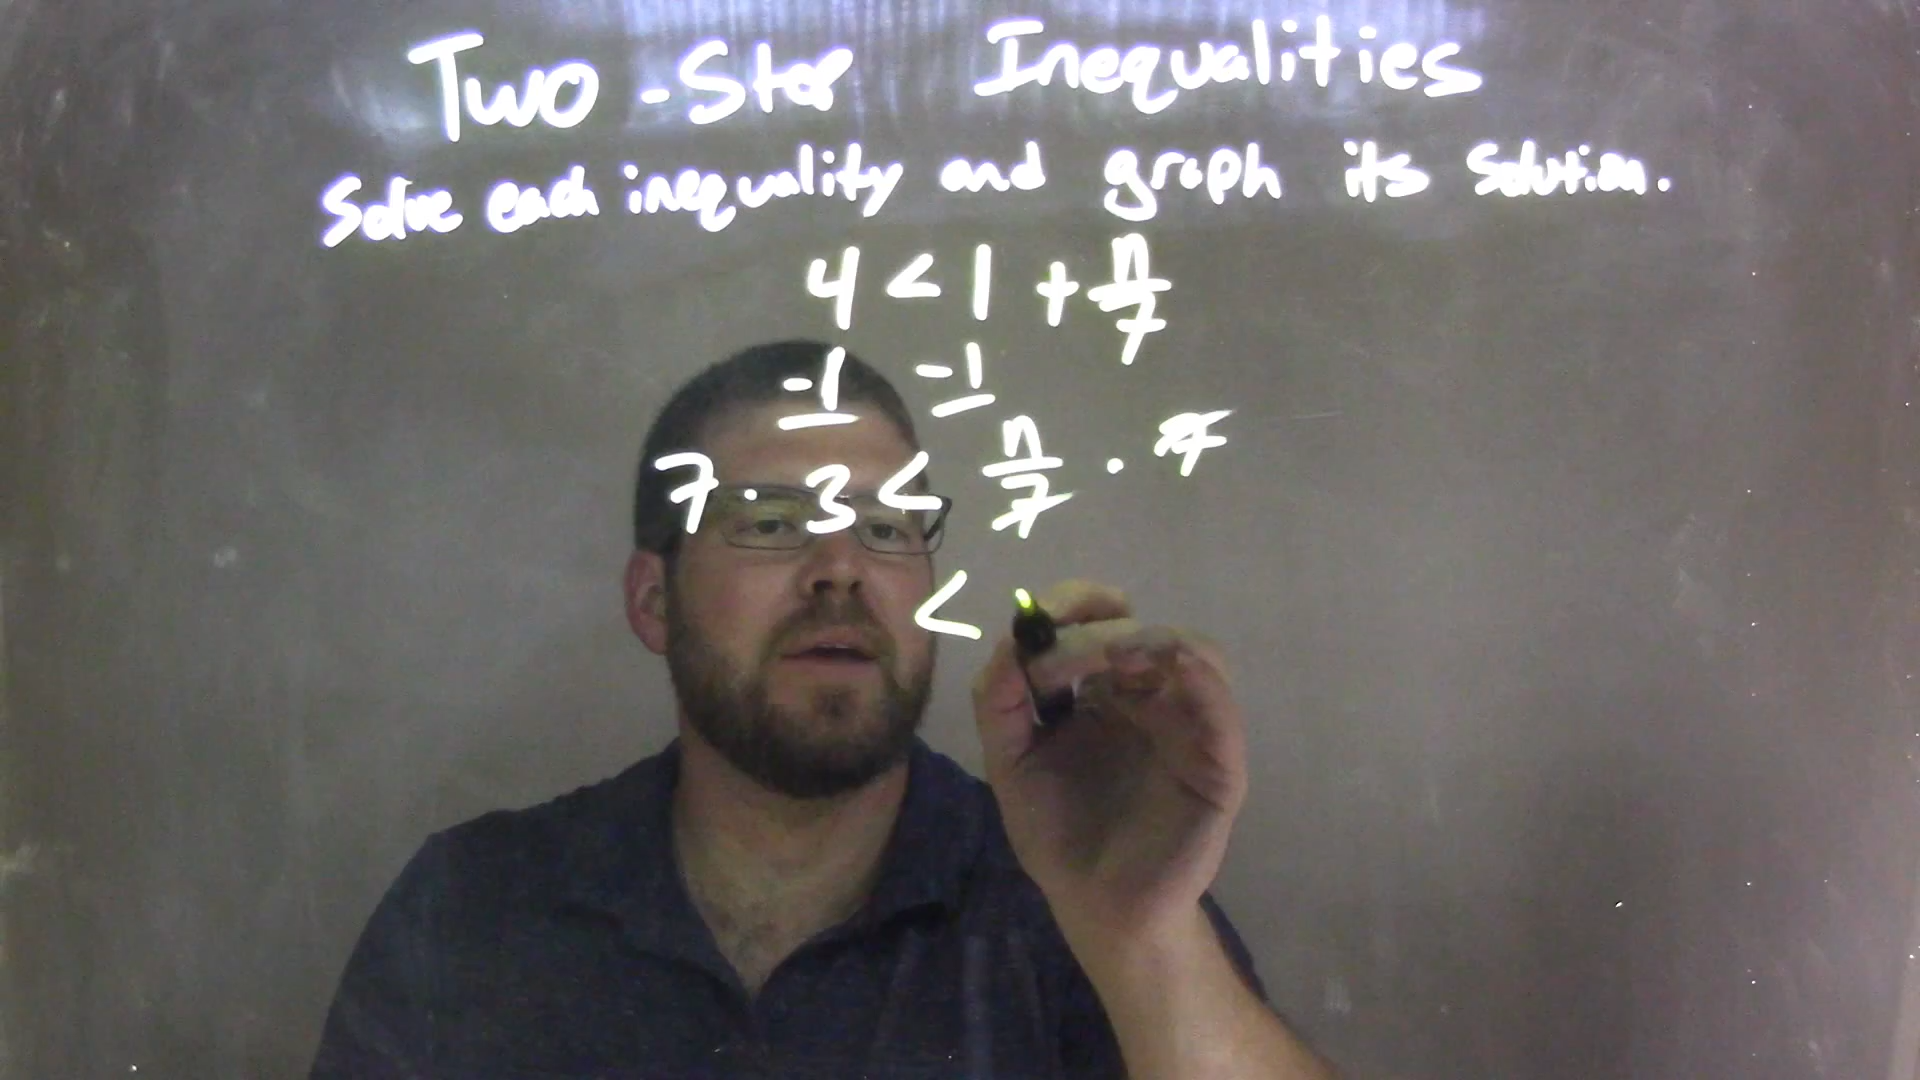 Two-Step Inequalities
Solve each inequality and graph its solution.
4 < 1 + n/7
-1 -1
7 · 3 < n/7 · 7
<